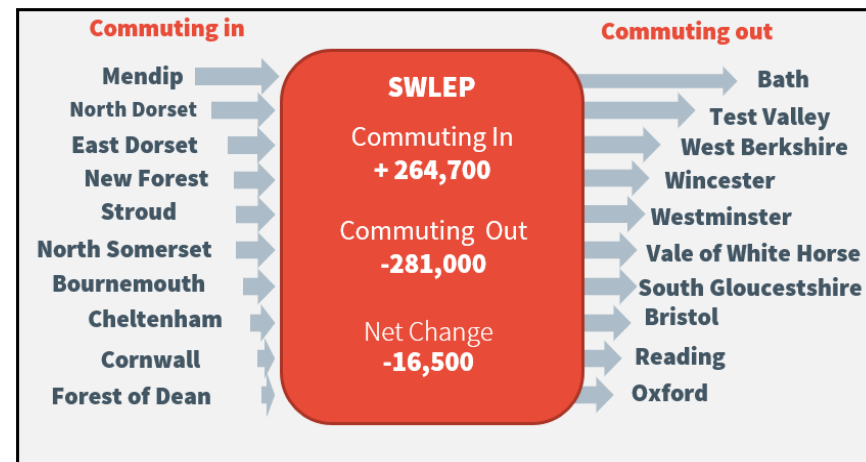 Commuting in
Mendip
North Dorset
East Dorset
New Forest
Stroud
North Somerset
Bournemouth
Cheltenham
Cornwall
Forest of Dean
SWLEP
Commuting In
+ 264,700
Commuting Out
-281,000
Net Change
-16,500
Commuting out
Bath
Test Valley
West Berkshire
Wincester
Westminster
Vale of White Horse
South Gloucestshire
Bristol
Reading
Oxford